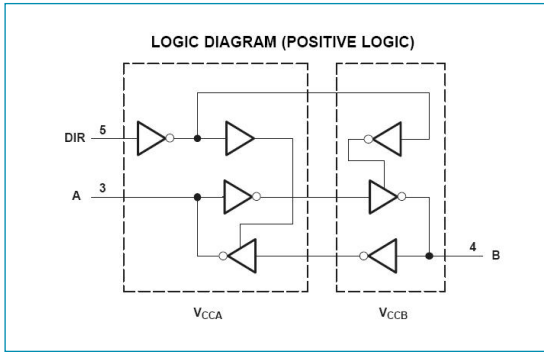 LOGIC DIAGRAM (POSITIVE LOGIC)
DIR 5
A 3
4 B
VCCA VCCB